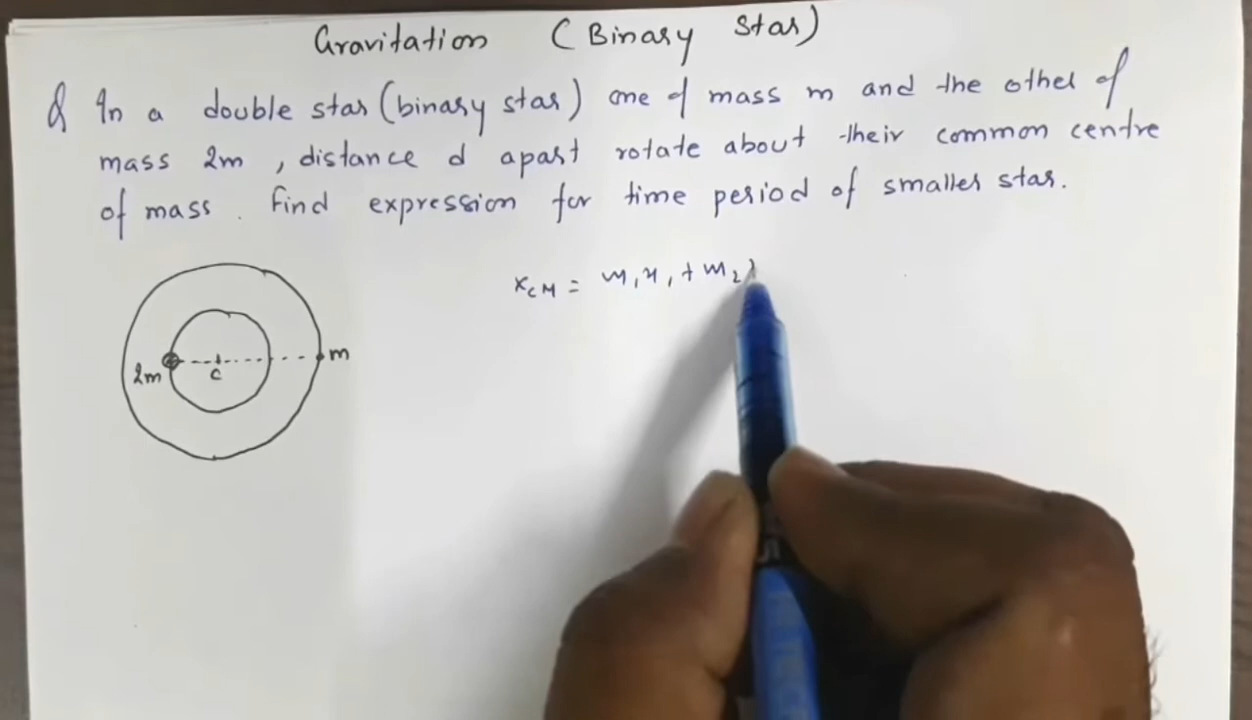 Gravitation (Binary Star)
Q In a double star (binary star) one of mass m and the other of
mass 2m , distance d apart rotate about their common centre
of mass . Find expression for time period of smaller star.
x_CM = m₁x₁ + m₂
2m
c
m